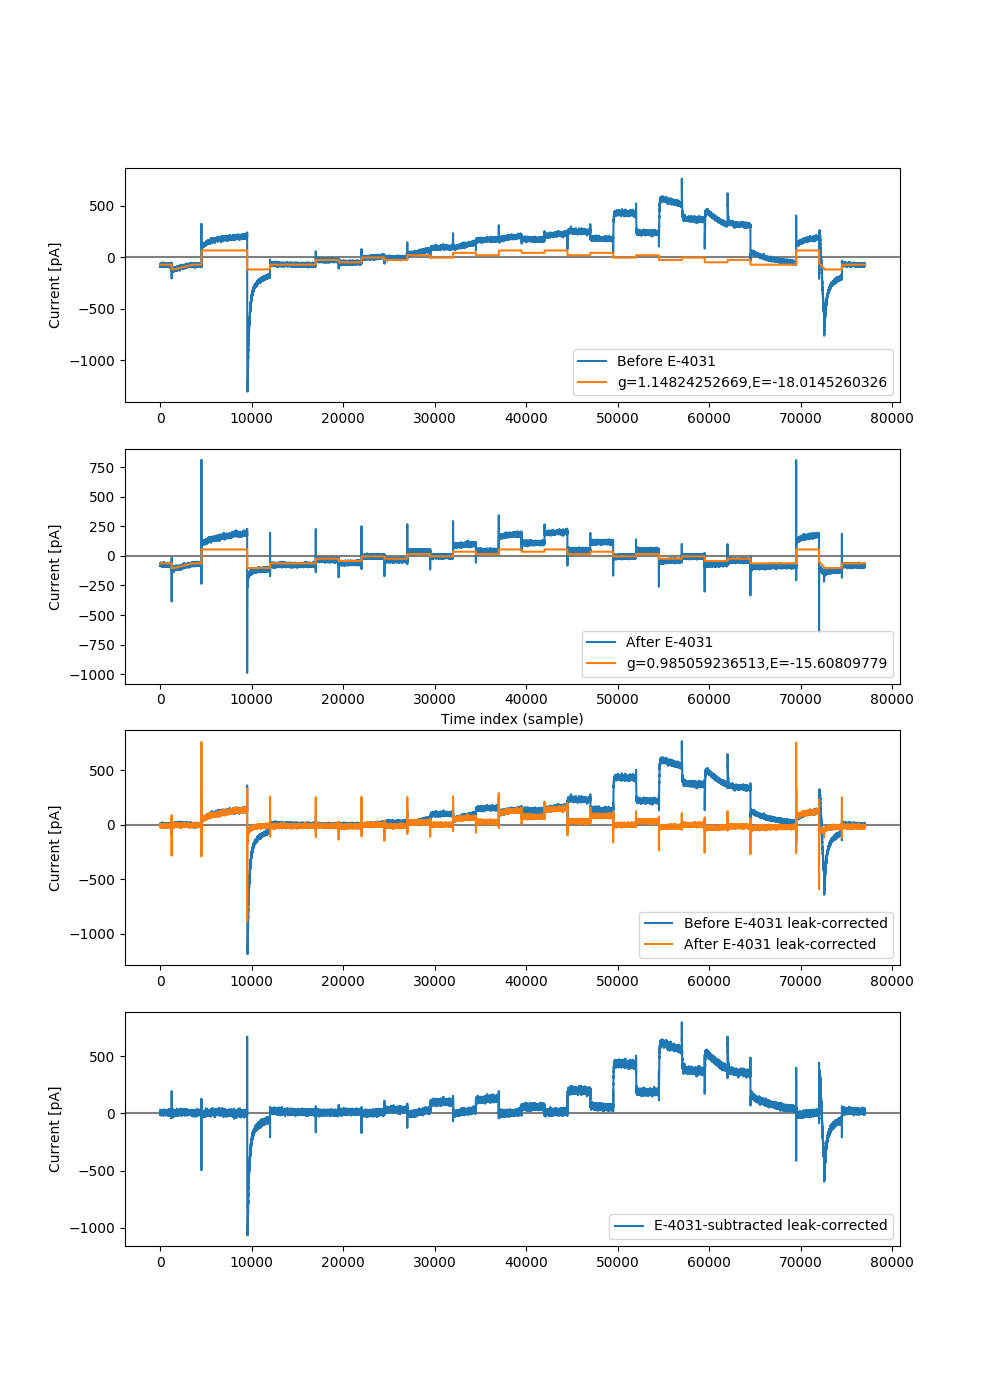 500
0
−500
−1000
Current [pA]
Before E-4031
g=1.14824252669,E=-18.0145260326
0 10000 20000 30000 40000 50000 60000 70000 80000
750
500
250
0
−250
−500
−750
−1000
Current [pA]
After E-4031
g=0.985059236513,E=-15.60809779
0 10000 20000 30000 40000 50000 60000 70000 80000
Time index (sample)
500
0
−500
−1000
Current [pA]
Before E-4031 leak-corrected
After E-4031 leak-corrected
0 10000 20000 30000 40000 50000 60000 70000 80000
500
0
−500
−1000
Current [pA]
E-4031-subtracted leak-corrected
0 10000 20000 30000 40000 50000 60000 70000 80000